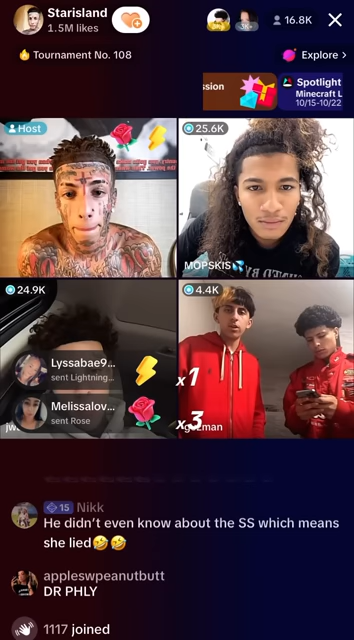 Starisland
1.5M likes
3K+
16.8K
Tournament No. 108
Explore >
ssion
Spotlight
Minecraft L
10/15-10/22
Host
25.6K
MOPSKIS💦
24.9K
4.4K
Lyssabae9...
sent Lightning...
x1
Melissalov...
sent Rose
x3
15 Nikk
He didn't even know about the SS which means
she lied🤣🤣
appleswpeanutbutt
DR PHLY
1117 joined